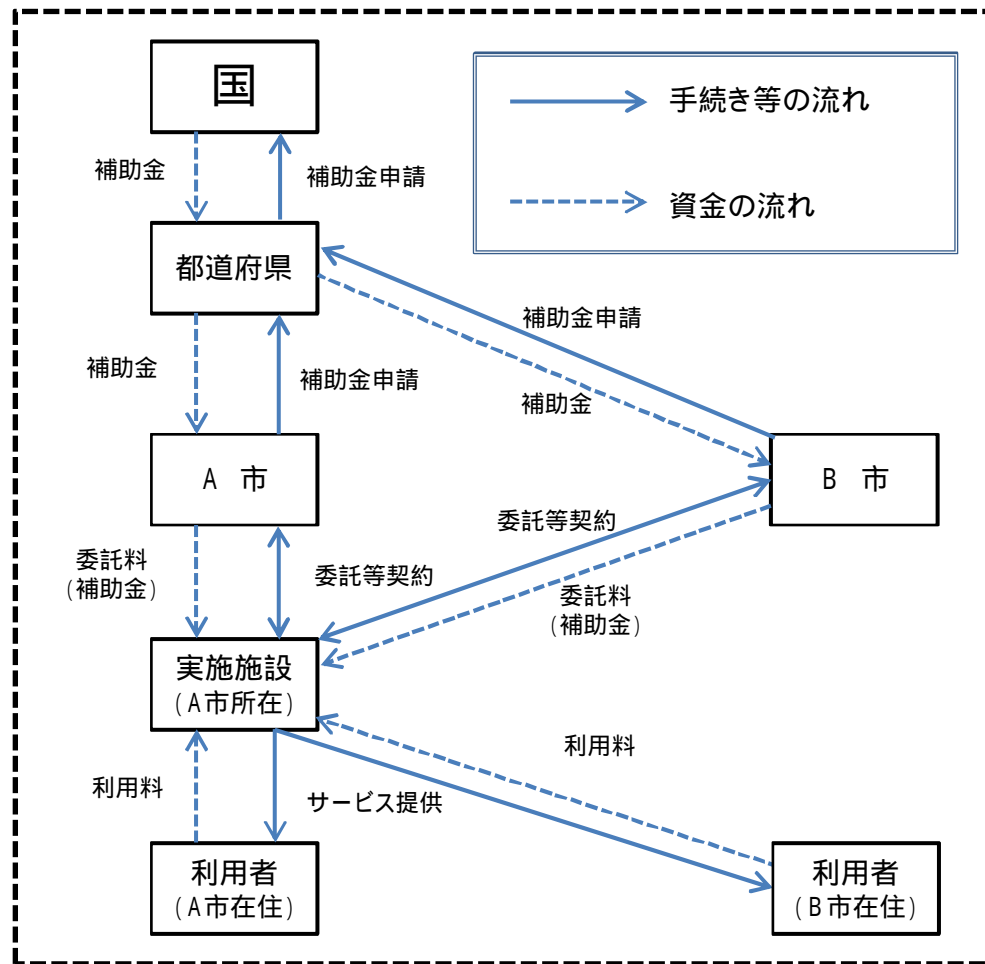 国
手続き等の流れ
資金の流れ
補助金
補助金申請
都道府県
補助金申請
補助金
補助金
補助金申請
A 市
B 市
委託料
(補助金)
委託等契約
委託等契約
委託料
(補助金)
実施施設
(A市所在)
利用料
サービス提供
利用料
利用者
(A市在住)
利用者
(B市在住)